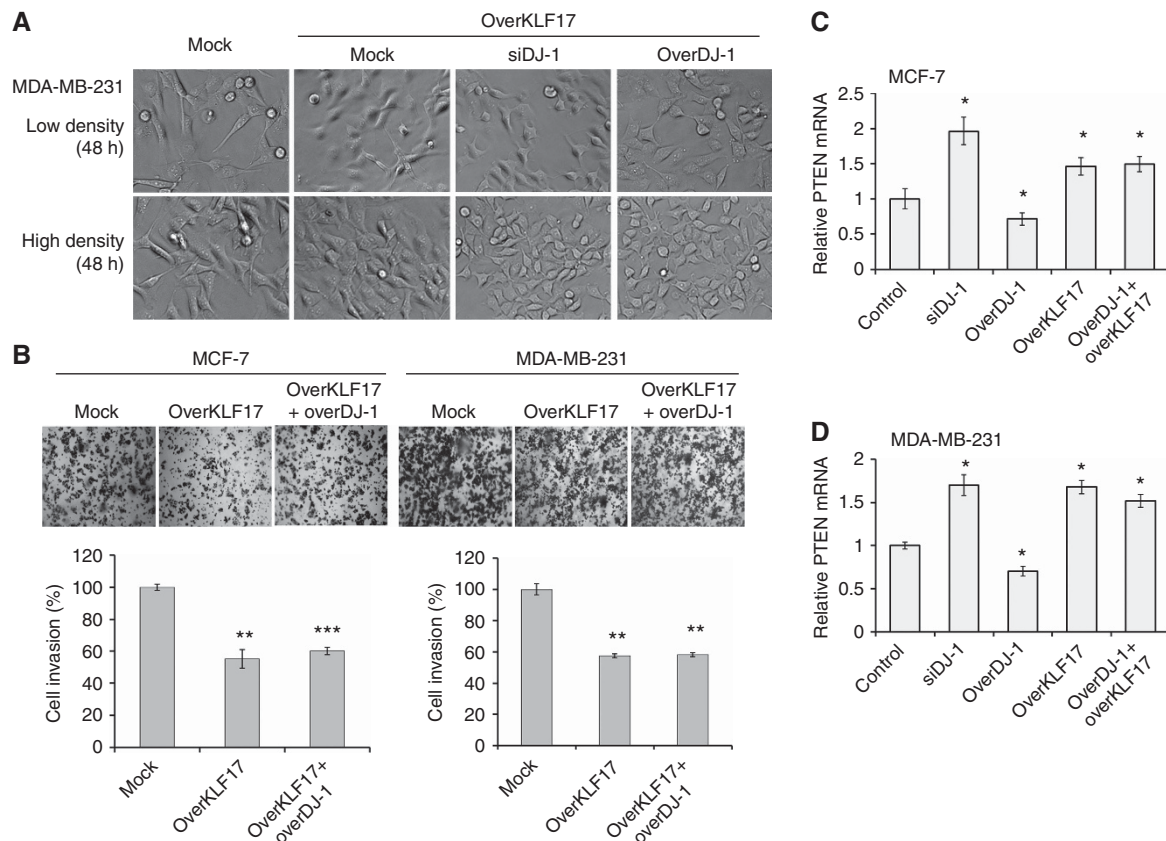 A
OverKLF17
Mock
Mock
siDJ-1
OverDJ-1
MDA-MB-231
Low density
(48 h)
High density
(48 h)
B
MCF-7
Mock
OverKLF17
OverKLF17
+ overDJ-1
MDA-MB-231
Mock
OverKLF17
OverKLF17
+ overDJ-1
Cell invasion (%)
120
100
80
60
40
20
0
**
***
Mock
OverKLF17
OverKLF17+
overDJ-1
Cell invasion (%)
120
100
80
60
40
20
0
**
**
Mock
OverKLF17
OverKLF17+
overDJ-1
C
MCF-7
Relative PTEN mRNA
2.5
2
1.5
1
0.5
0
*
*
*
*
Control
siDJ-1
OverDJ-1
OverKLF17
OverDJ-1+
overKLF17
D
MDA-MB-231
Relative PTEN mRNA
2
1.5
1
0.5
0
*
*
*
*
Control
siDJ-1
OverDJ-1
OverKLF17
OverDJ-1+
overKLF17